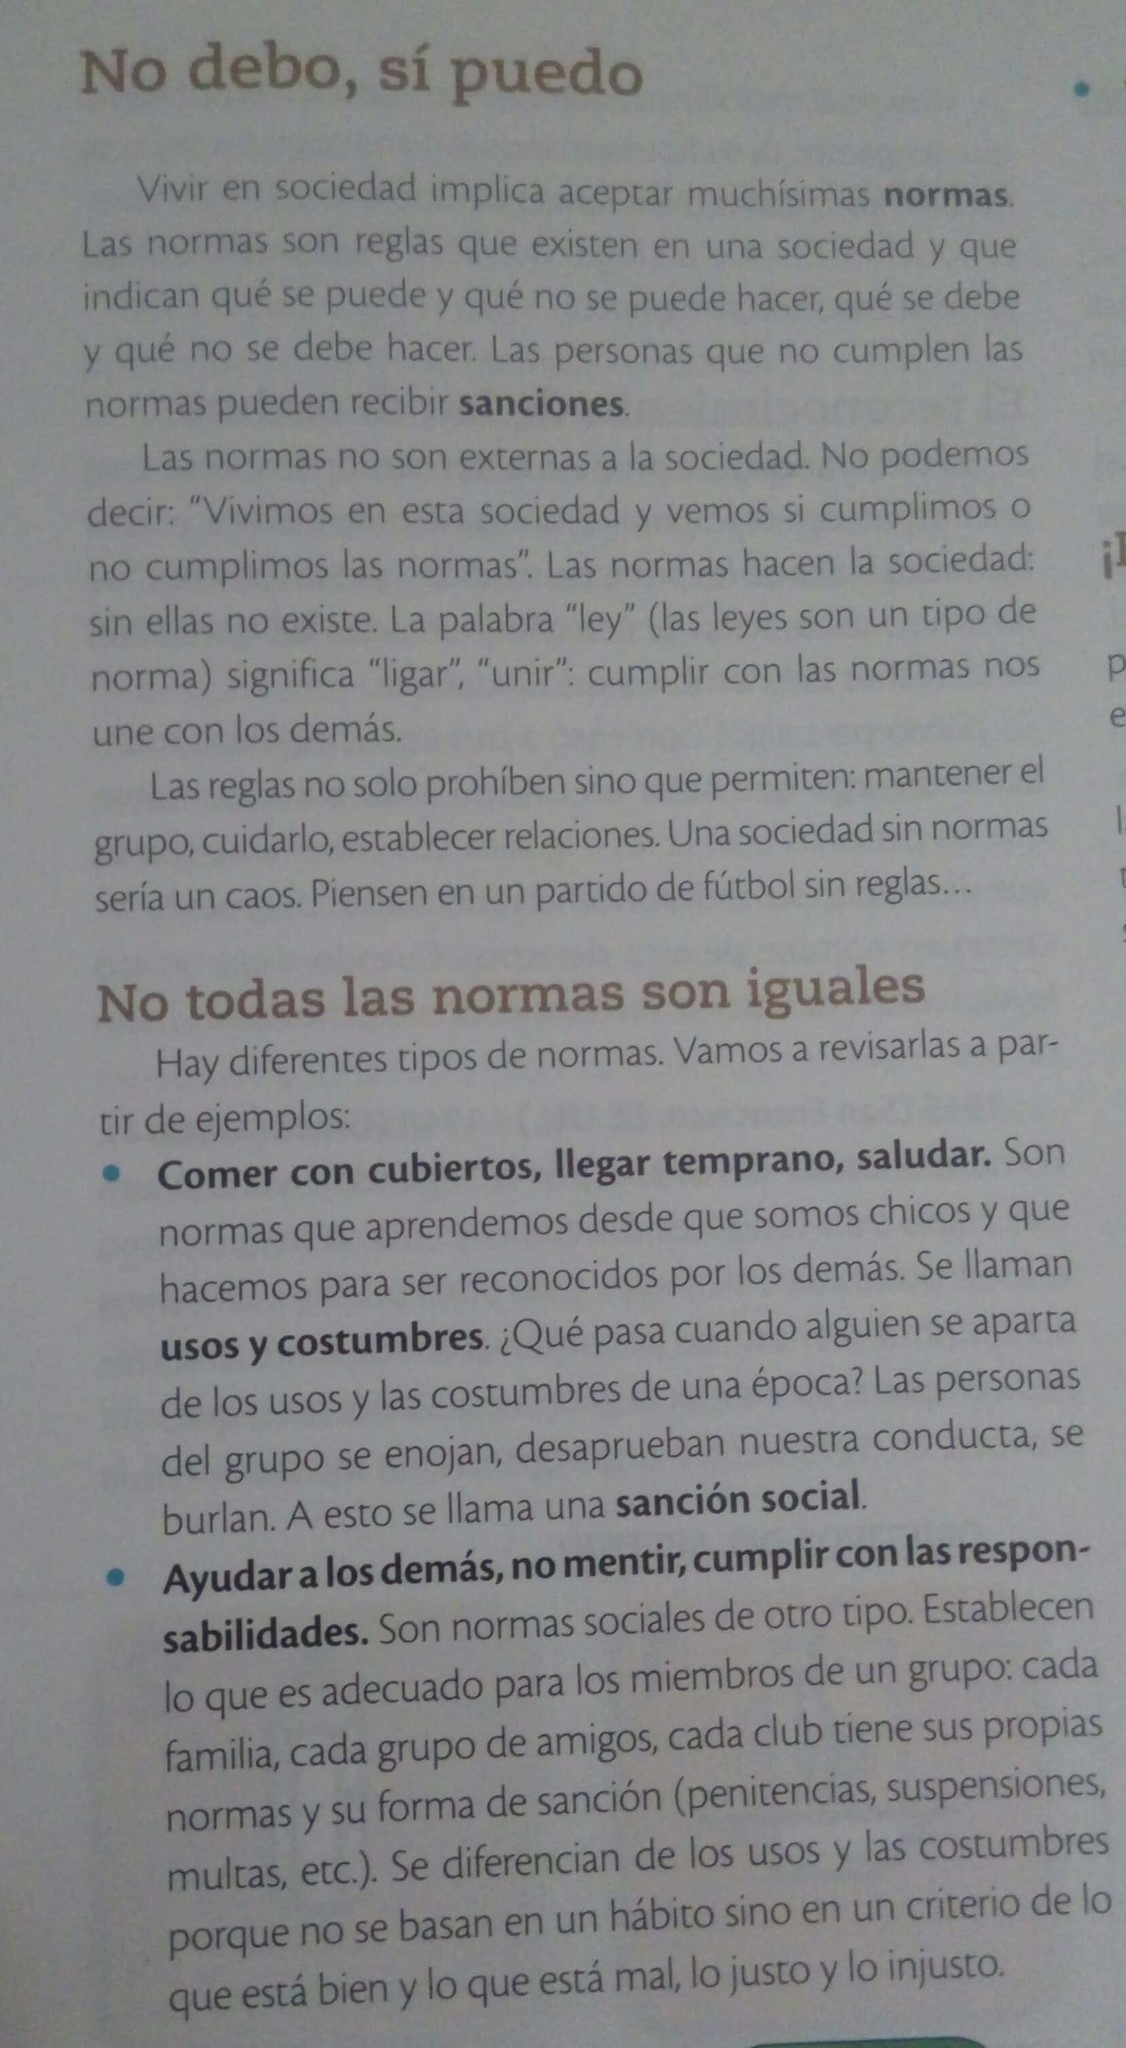 No debo, sí puedo
Vivir en sociedad implica aceptar muchísimas normas.
Las normas son reglas que existen en una sociedad y que
indican qué se puede y qué no se puede hacer, qué se debe
y qué no se debe hacer. Las personas que no cumplen las
normas pueden recibir sanciones.
Las normas no son externas a la sociedad. No podemos
decir: “Vivimos en esta sociedad y vemos si cumplimos o
no cumplimos las normas”. Las normas hacen la sociedad:
sin ellas no existe. La palabra “ley” (las leyes son un tipo de
norma) significa “ligar”, “unir”: cumplir con las normas nos
une con los demás.
Las reglas no solo prohíben sino que permiten: mantener el
grupo, cuidarlo, establecer relaciones. Una sociedad sin normas
sería un caos. Piensen en un partido de fútbol sin reglas...
No todas las normas son iguales
Hay diferentes tipos de normas. Vamos a revisarlas a par-
tir de ejemplos:
• Comer con cubiertos, llegar temprano, saludar. Son
normas que aprendemos desde que somos chicos y que
hacemos para ser reconocidos por los demás. Se llaman
usos y costumbres. ¿Qué pasa cuando alguien se aparta
de los usos y las costumbres de una época? Las personas
del grupo se enojan, desaprueban nuestra conducta, se
burlan. A esto se llama una sanción social.
• Ayudar a los demás, no mentir, cumplir con las respon-
sabilidades. Son normas sociales de otro tipo. Establecen
lo que es adecuado para los miembros de un grupo: cada
familia, cada grupo de amigos, cada club tiene sus propias
normas y su forma de sanción (penitencias, suspensiones,
multas, etc.). Se diferencian de los usos y las costumbres
porque no se basan en un hábito sino en un criterio de lo
que está bien y lo que está mal, lo justo y lo injusto.